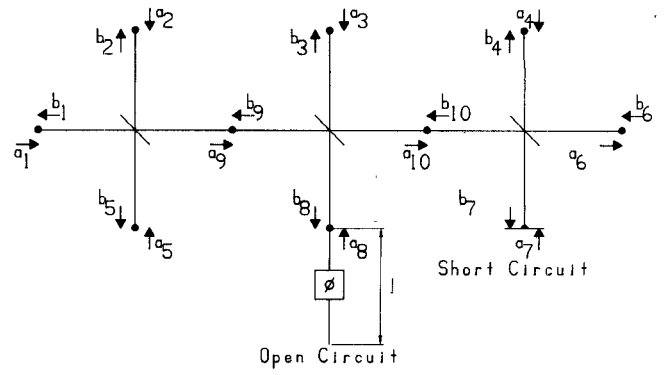 a2 a3 a4
b2 b3 b4
b1 b9 b10 b6
a1 a9 a10 a6
b5 b8 b7
a5 a8 a7
Short Circuit
ø l
Open Circuit